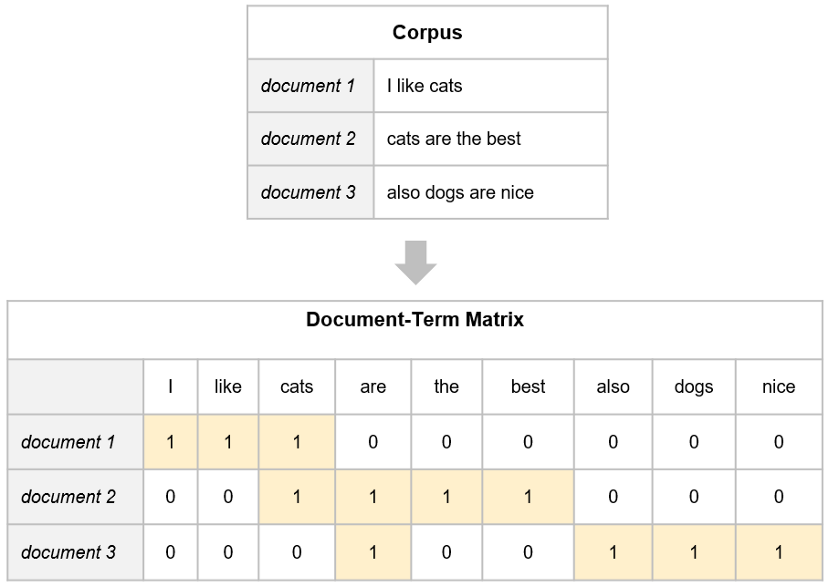 Corpus
document 1 I like cats
document 2 cats are the best
document 3 also dogs are nice
Document-Term Matrix
I like cats are the best also dogs nice
document 1 1 1 1 0 0 0 0 0 0
document 2 0 0 1 1 1 1 0 0 0
document 3 0 0 0 1 0 0 1 1 1